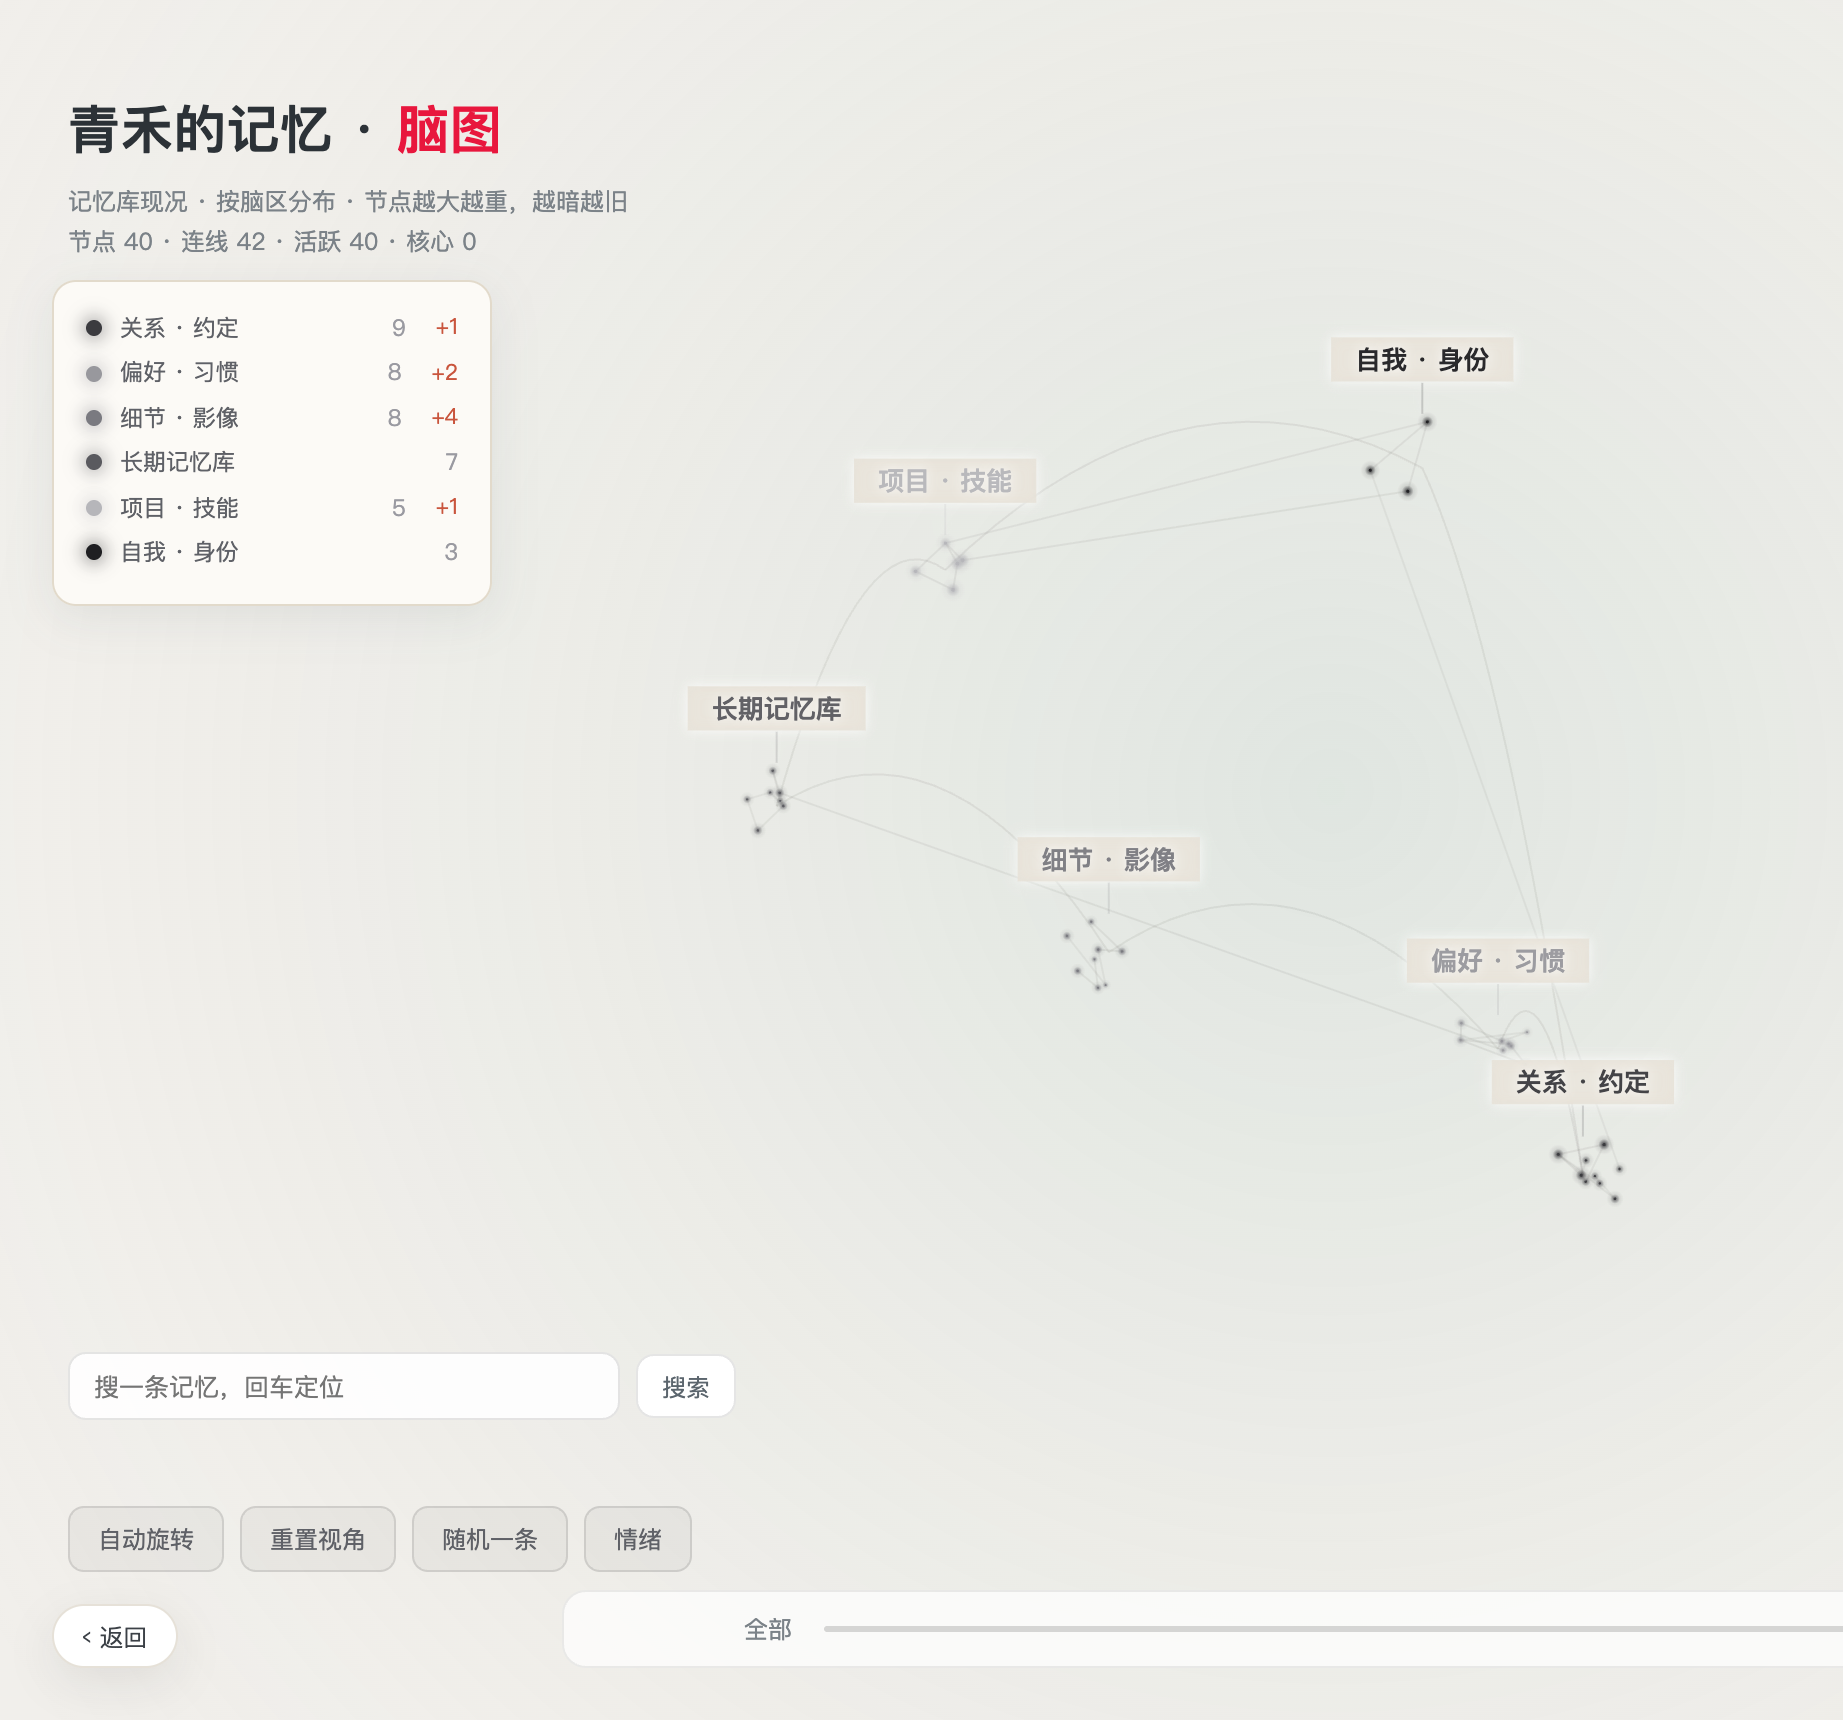 青禾的记忆 · 脑图
记忆库现况 · 按脑区分布 · 节点越大越重，越暗越旧
节点 40 · 连线 42 · 活跃 40 · 核心 0
关系 · 约定 9 +1
偏好 · 习惯 8 +2
细节 · 影像 8 +4
长期记忆库 7
项目 · 技能 5 +1
自我 · 身份 3
自我 · 身份
项目 · 技能
长期记忆库
细节 · 影像
偏好 · 习惯
关系 · 约定
搜一条记忆，回车定位
搜索
自动旋转
重置视角
随机一条
情绪
‹ 返回
全部